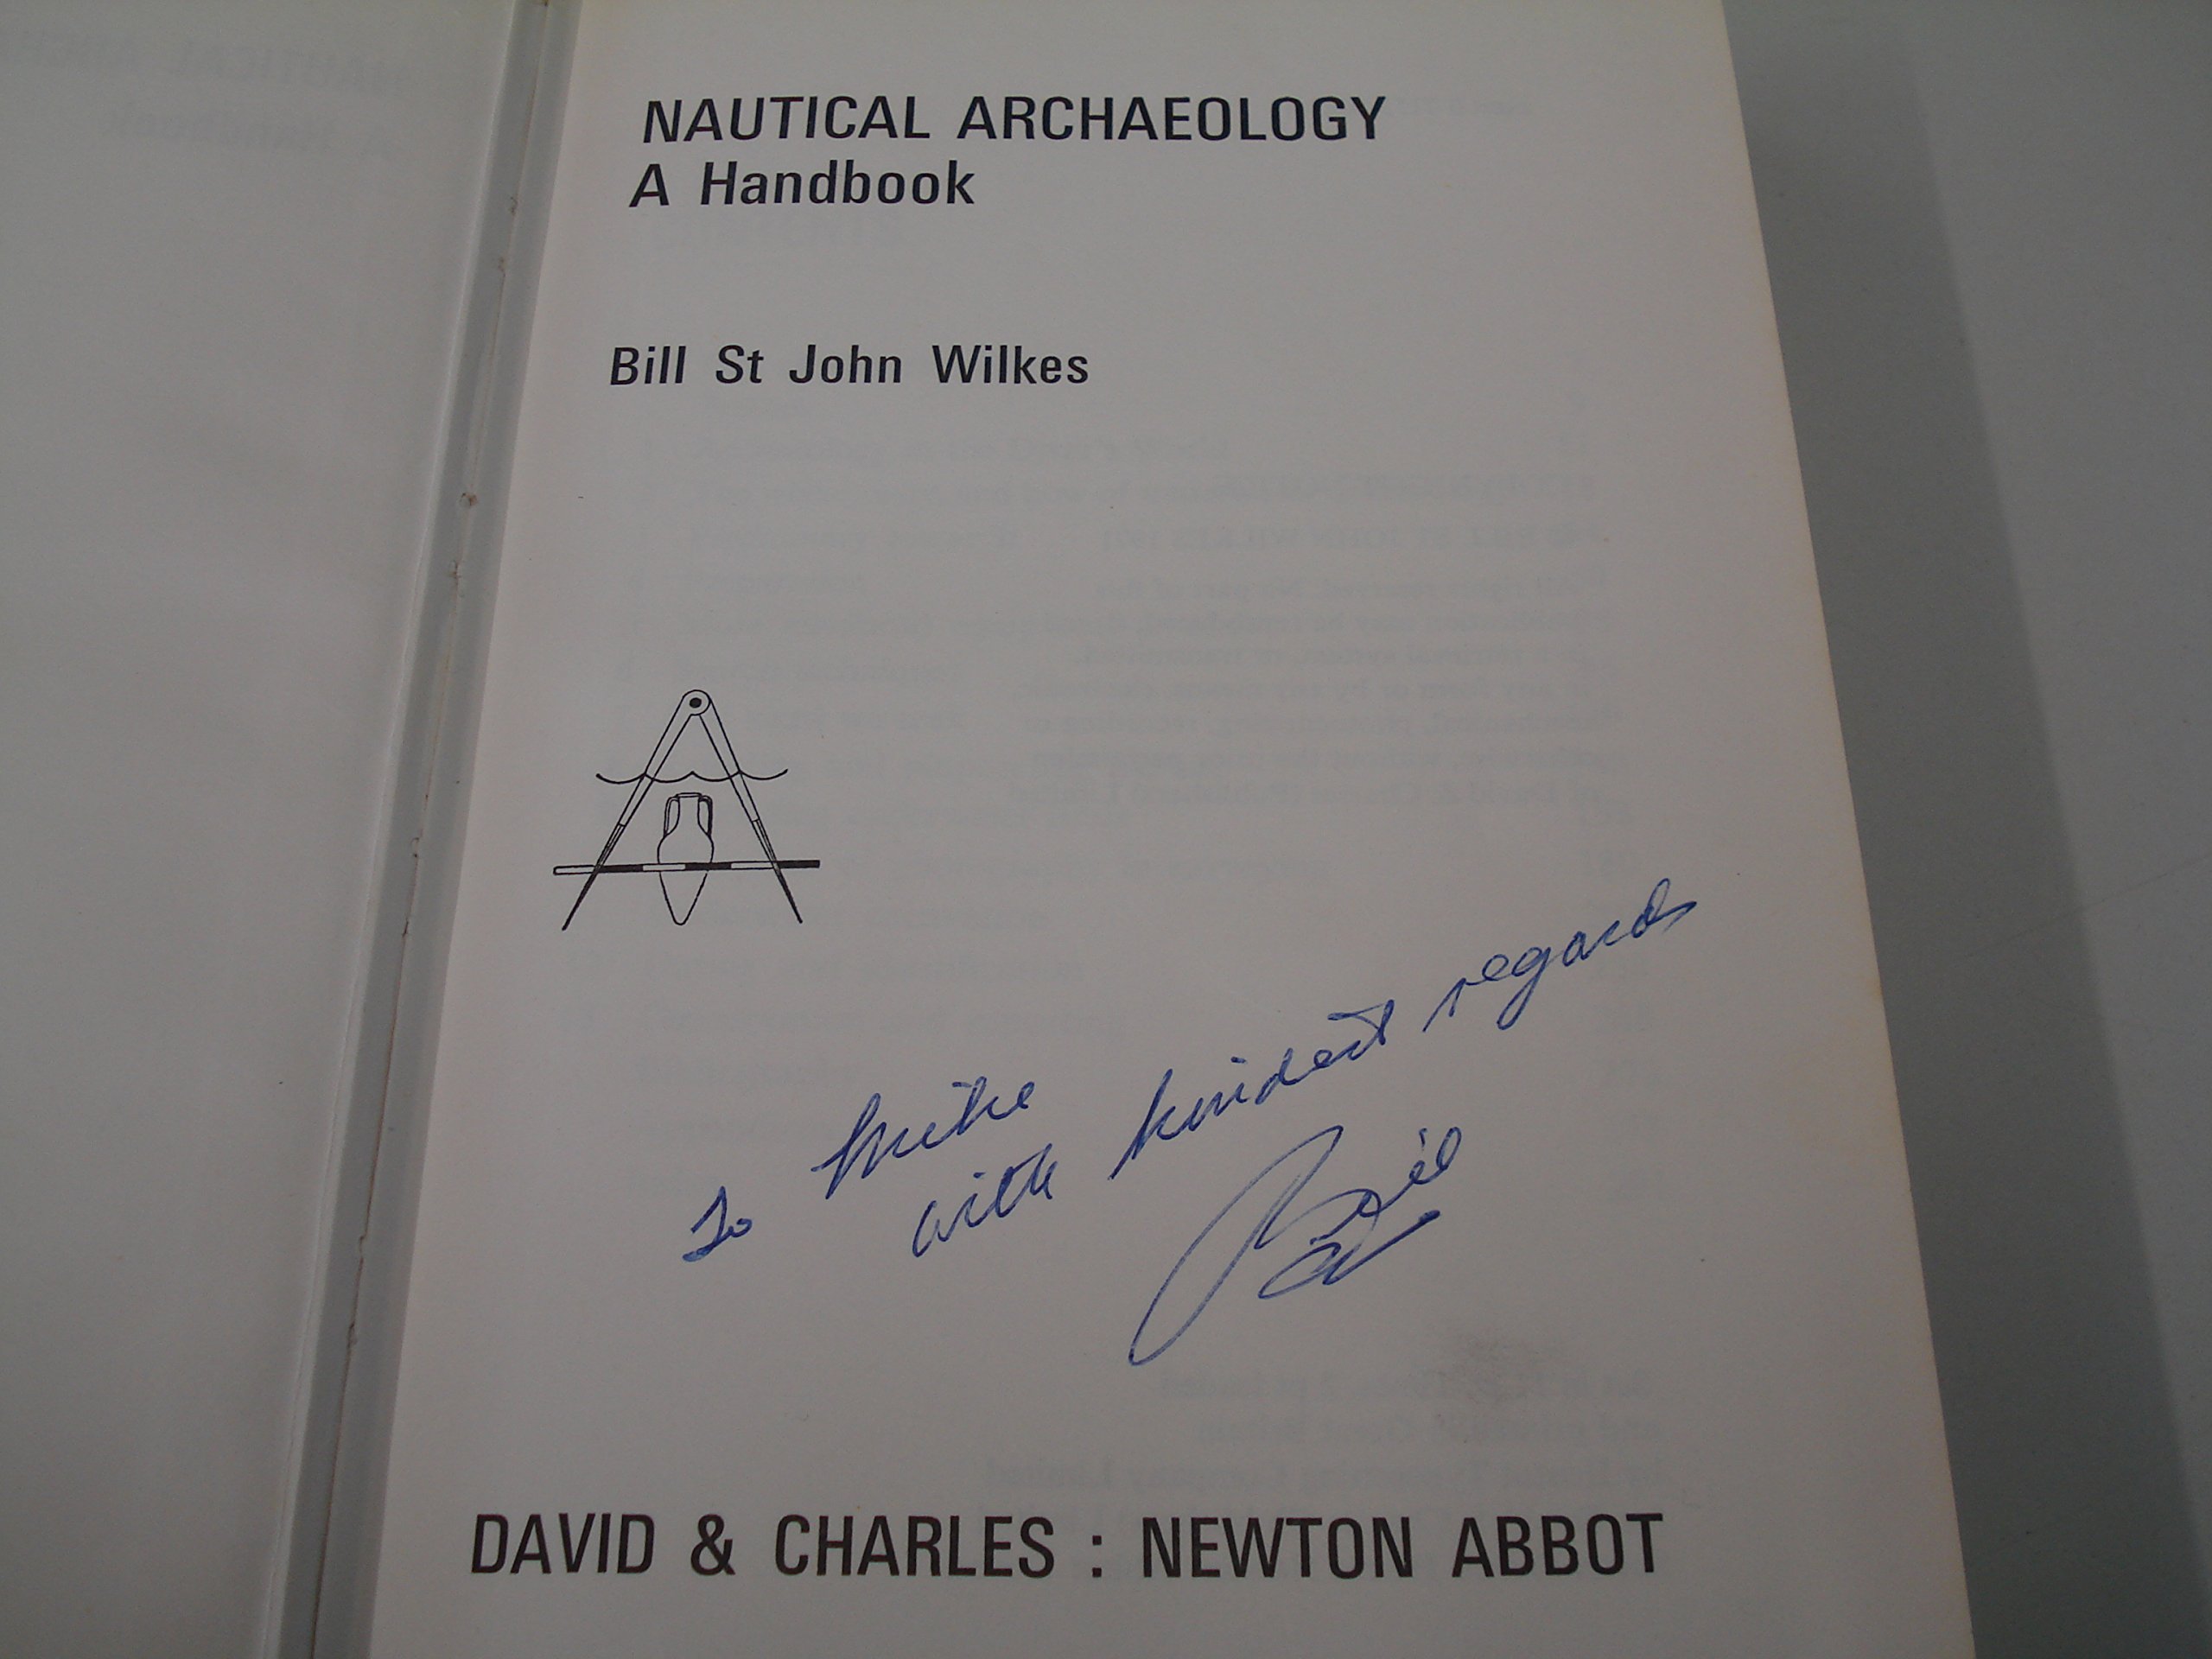 NAUTICAL ARCHAEOLOGY
A Handbook
Bill St John Wilkes
To Mike
with kindest regards
Bill
DAVID & CHARLES : NEWTON ABBOT